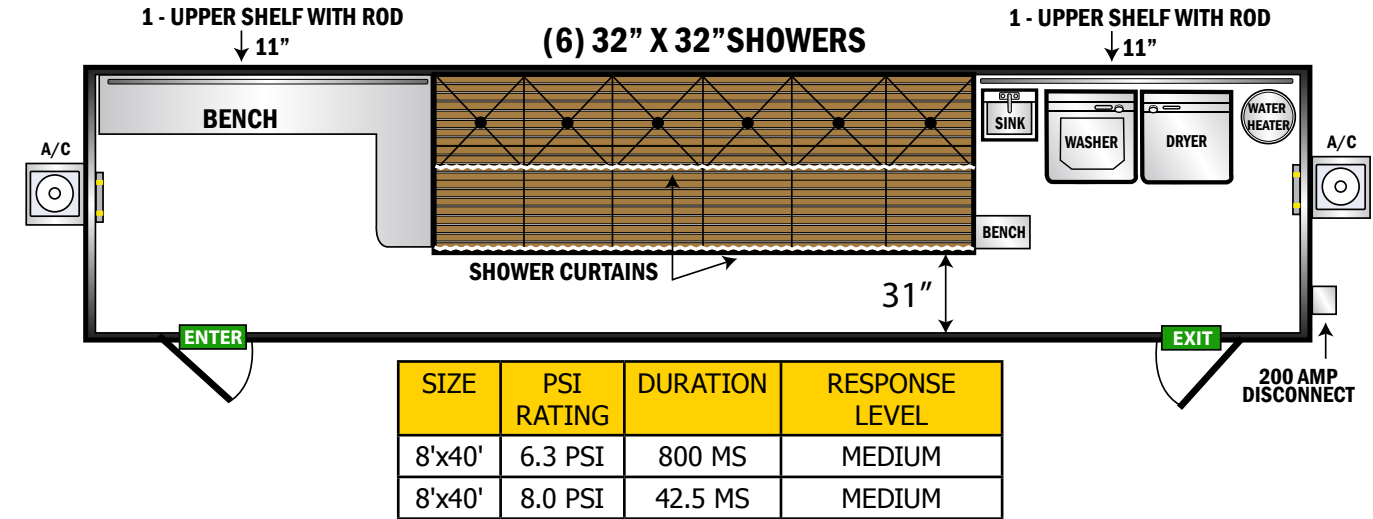 1 - UPPER SHELF WITH ROD
11”
(6) 32” X 32”SHOWERS
1 - UPPER SHELF WITH ROD
11”
BENCH
A/C
SINK
WASHER
DRYER
WATER
HEATER
A/C
BENCH
SHOWER CURTAINS
31”
ENTER
EXIT
200 AMP
DISCONNECT
SIZE PSI RATING DURATION RESPONSE LEVEL
8'x40' 6.3 PSI 800 MS MEDIUM
8'x40' 8.0 PSI 42.5 MS MEDIUM